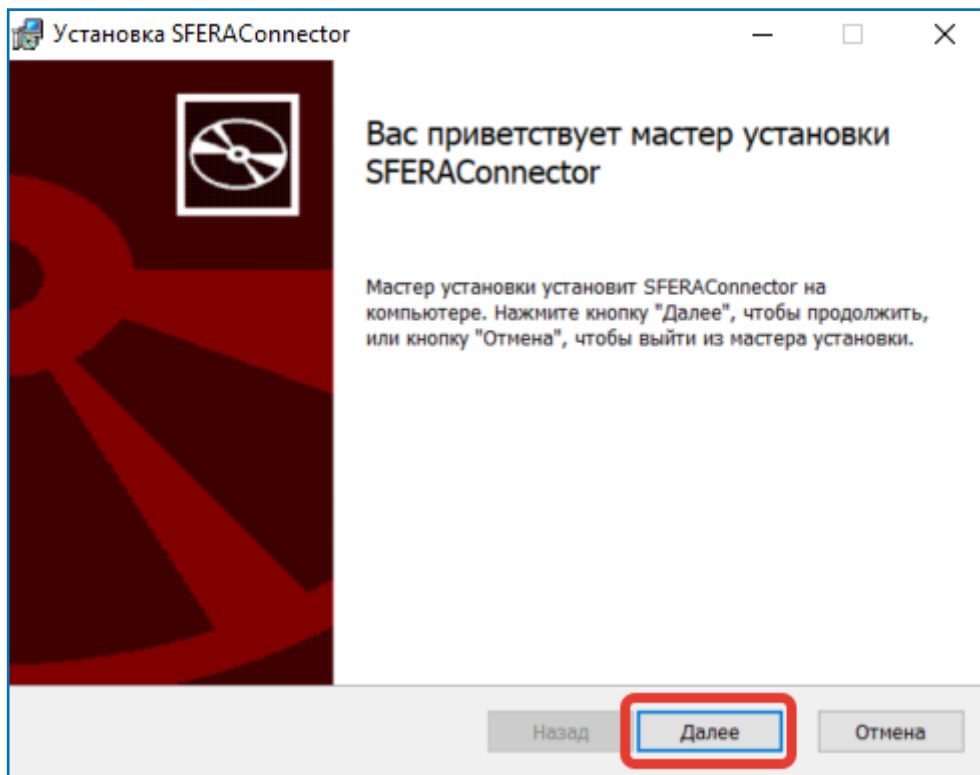 Установка SFERAConnector
Вас приветствует мастер установки
SFERAConnector
Мастер установки установит SFERAConnector на
компьютере. Нажмите кнопку "Далее", чтобы продолжить,
или кнопку "Отмена", чтобы выйти из мастера установки.
Назад
Далее
Отмена